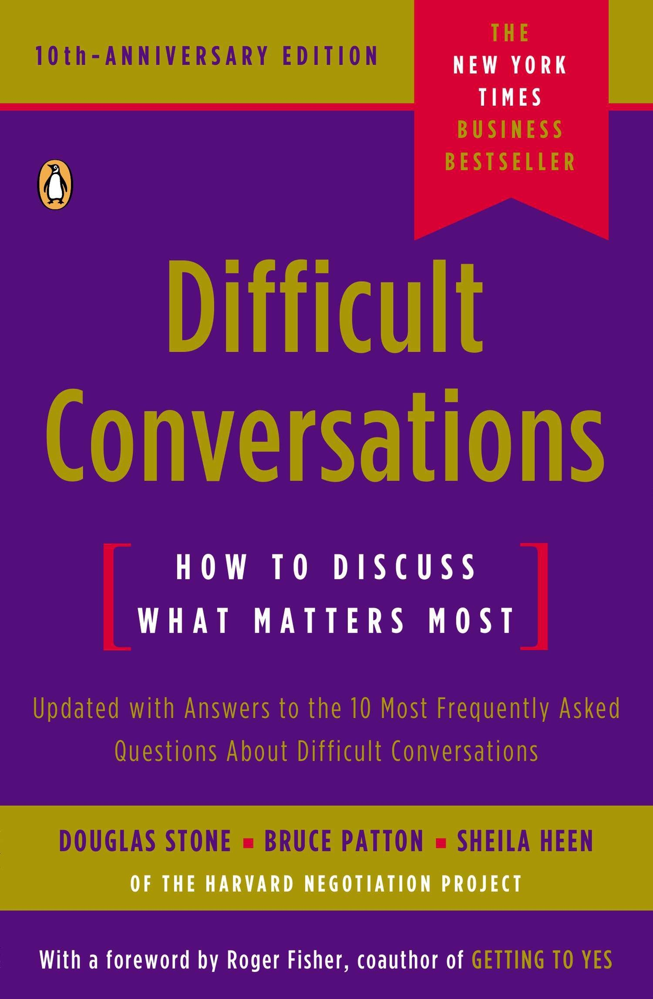 10th-ANNIVERSARY EDITION
THE
NEW YORK
TIMES
BUSINESS
BESTSELLER
Difficult
Conversations
HOW TO DISCUSS
WHAT MATTERS MOST
Updated with Answers to the 10 Most Frequently Asked
Questions About Difficult Conversations
DOUGLAS STONE ▪ BRUCE PATTON ▪ SHEILA HEEN
OF THE HARVARD NEGOTIATION PROJECT
With a foreword by Roger Fisher, coauthor of GETTING TO YES